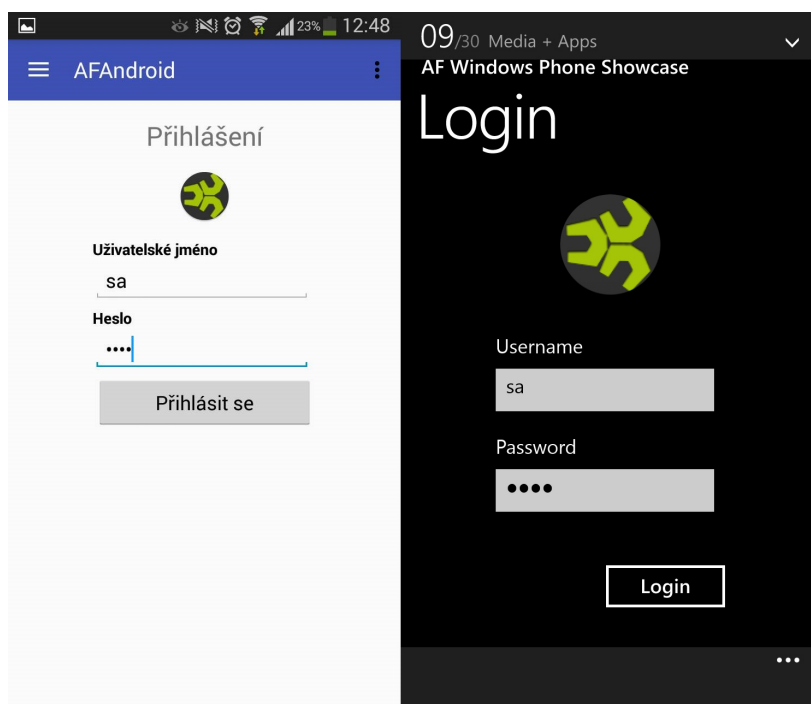 23% 12:48
AFAndroid
Přihlášení
Uživatelské jméno
sa
Heslo
••••
Přihlásit se
09/30 Media + Apps
AF Windows Phone Showcase
Login
Username
sa
Password
••••
Login